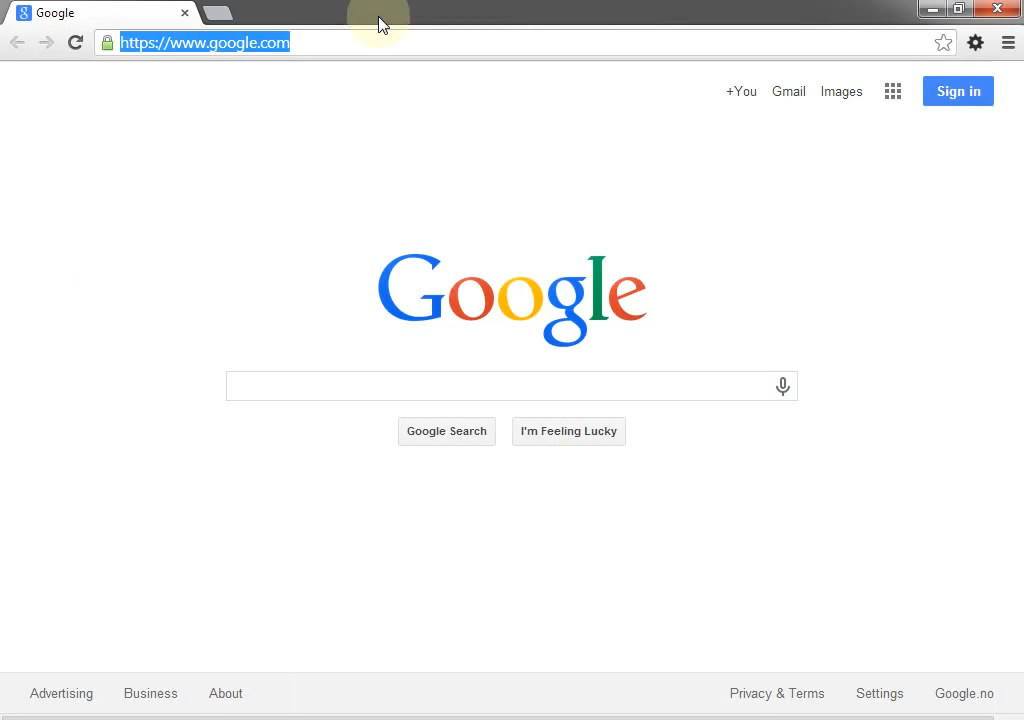 Google
https://www.google.com
+You Gmail Images Sign in
Google
Google Search I'm Feeling Lucky
Advertising Business About Privacy & Terms Settings Google.no